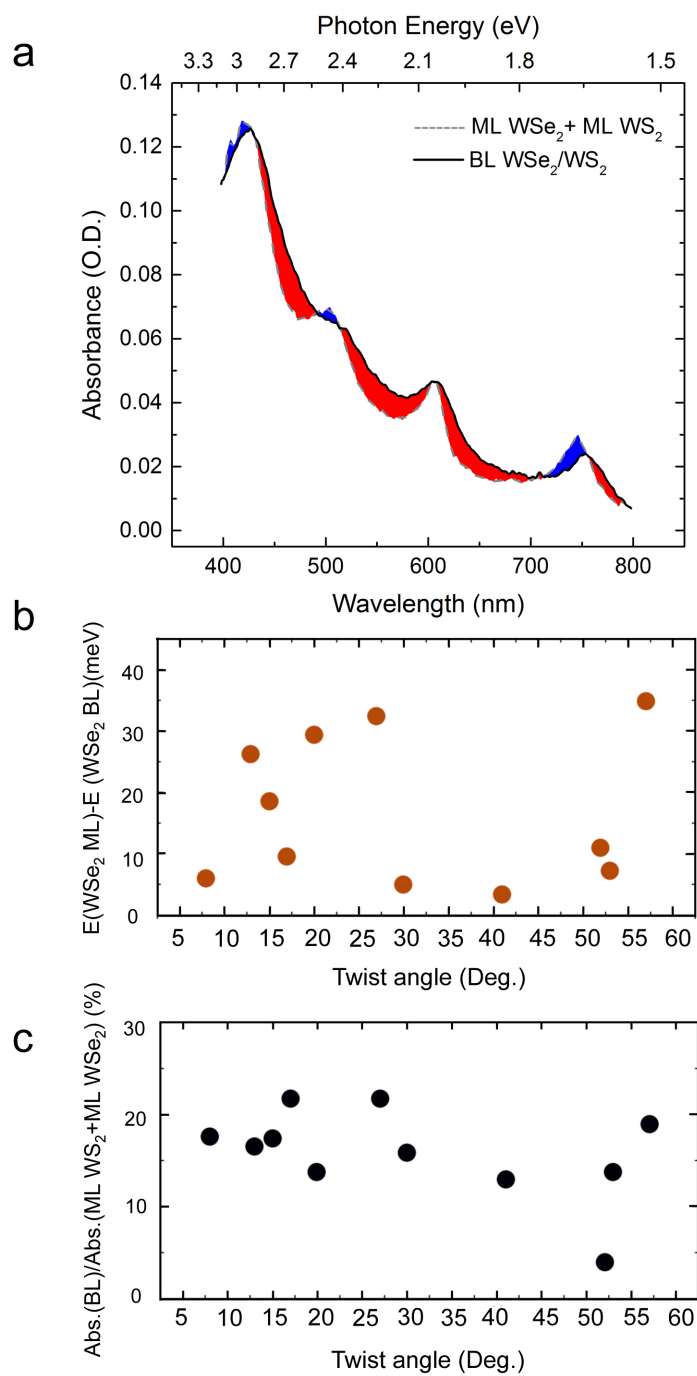 Photon Energy (eV)
a
3.3 3 2.7 2.4 2.1 1.8 1.5
0.14
0.12
0.10
0.08
0.06
0.04
0.02
0.00
Absorbance (O.D.)
ML WSe₂+ ML WS₂
BL WSe₂/WS₂
400 500 600 700 800
Wavelength (nm)
b
E(WSe₂ ML)-E (WSe₂ BL)(meV)
40
30
20
10
0
5 10 15 20 25 30 35 40 45 50 55 60
Twist angle (Deg.)
c
Abs.(BL)/Abs.(ML WS₂+ML WSe₂) (%)
30
20
10
0
5 10 15 20 25 30 35 40 45 50 55 60
Twist angle (Deg.)